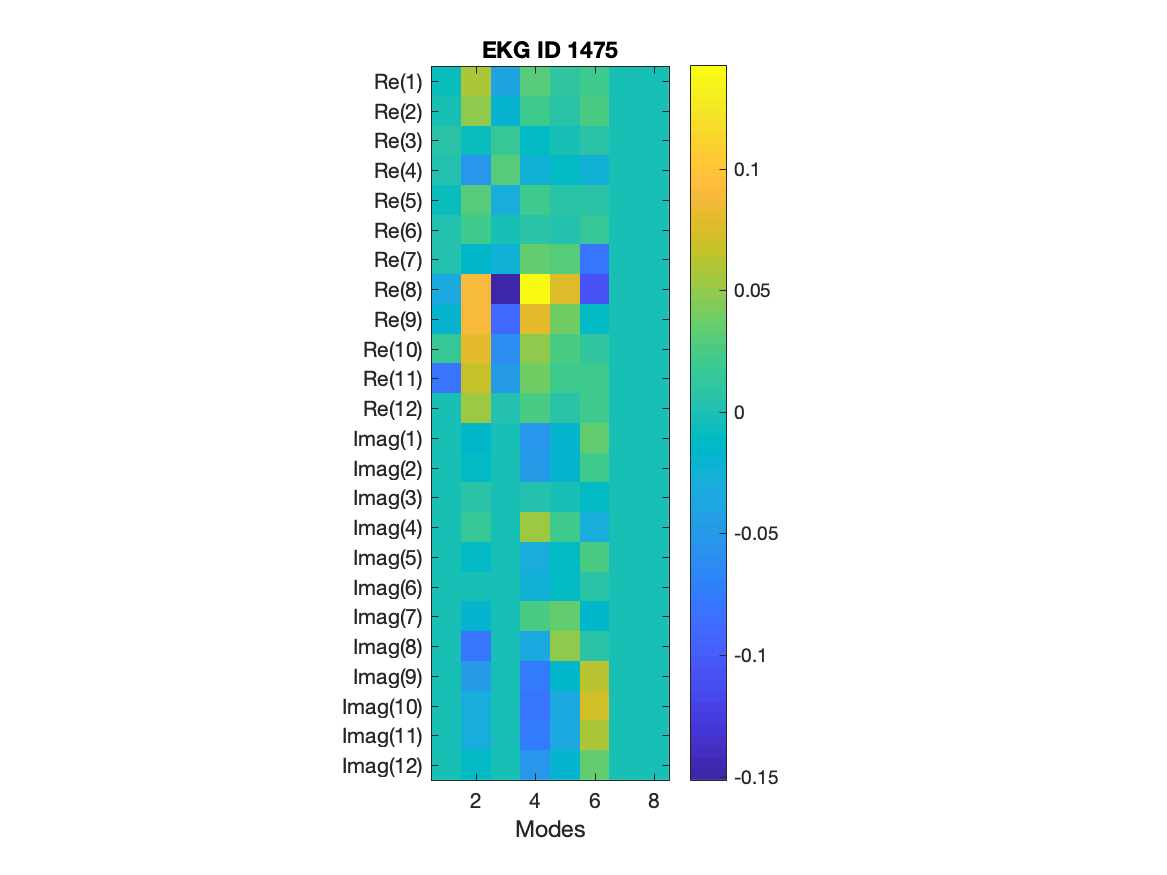 EKG ID 1475
Re(1)
Re(2)
Re(3)
Re(4)
Re(5)
Re(6)
Re(7)
Re(8)
Re(9)
Re(10)
Re(11)
Re(12)
Imag(1)
Imag(2)
Imag(3)
Imag(4)
Imag(5)
Imag(6)
Imag(7)
Imag(8)
Imag(9)
Imag(10)
Imag(11)
Imag(12)
2 4 6 8
Modes
0.1
0.05
0
-0.05
-0.1
-0.15